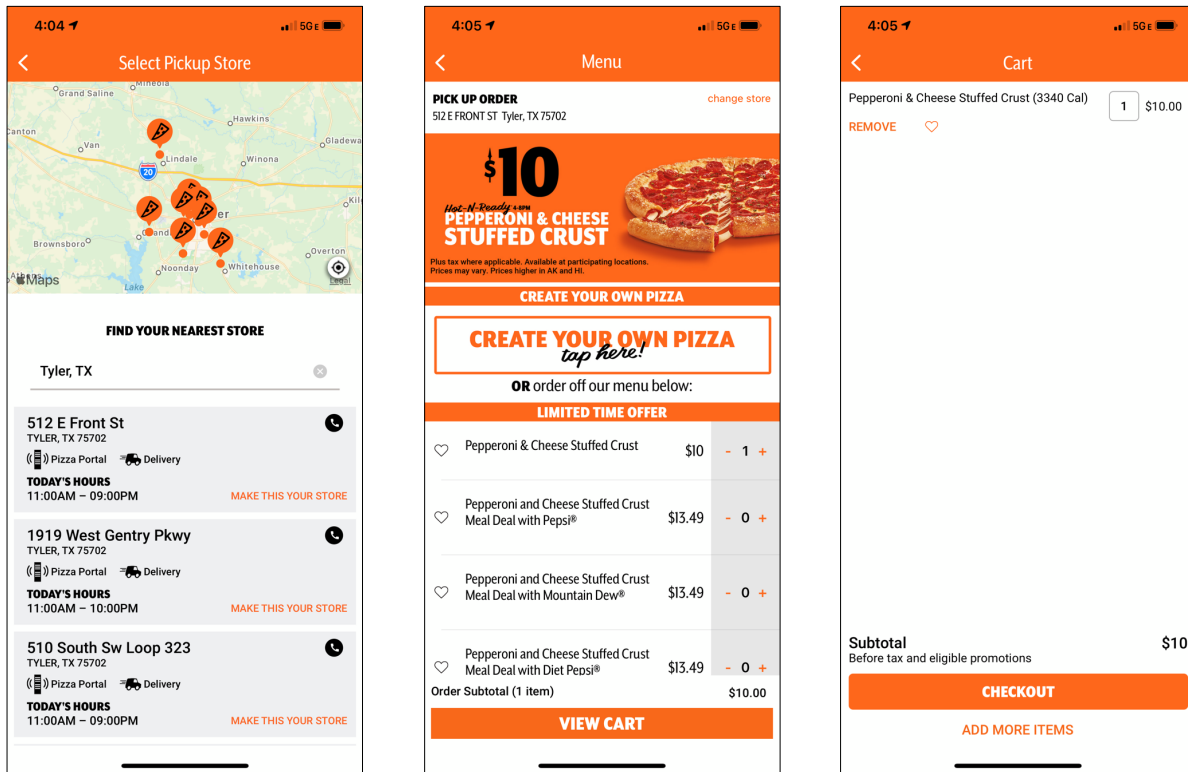 4:04
5G E
Select Pickup Store
Mineola
Grand Saline
Hawkins
Canton
Van
Gladewa
Lindale
Winona
20
er
Kil
Brownsboro
Overton
Noonday
Whitehouse
Athens
Maps
Lake
Legal
FIND YOUR NEAREST STORE
Tyler, TX
512 E Front St
TYLER, TX 75702
Pizza Portal Delivery
TODAY'S HOURS
11:00AM – 09:00PM MAKE THIS YOUR STORE
1919 West Gentry Pkwy
TYLER, TX 75702
Pizza Portal Delivery
TODAY'S HOURS
11:00AM – 10:00PM MAKE THIS YOUR STORE
510 South Sw Loop 323
TYLER, TX 75702
Pizza Portal Delivery
TODAY'S HOURS
11:00AM – 09:00PM MAKE THIS YOUR STORE
4:05
5G E
Menu
PICK UP ORDER change store
512 E FRONT ST Tyler, TX 75702
$10
Hot-N-Ready 4-8PM
PEPPERONI & CHEESE
STUFFED CRUST
Plus tax where applicable. Available at participating locations.
Prices may vary. Prices higher in AK and HI.
CREATE YOUR OWN PIZZA
CREATE YOUR OWN PIZZA
tap here!
OR order off our menu below:
LIMITED TIME OFFER
Pepperoni & Cheese Stuffed Crust $10 - 1 +
Pepperoni and Cheese Stuffed Crust
Meal Deal with Pepsi® $13.49 - 0 +
Pepperoni and Cheese Stuffed Crust
Meal Deal with Mountain Dew® $13.49 - 0 +
Pepperoni and Cheese Stuffed Crust
Meal Deal with Diet Pepsi® $13.49 - 0 +
Order Subtotal (1 item) $10.00
VIEW CART
4:05
5G E
Cart
Pepperoni & Cheese Stuffed Crust (3340 Cal) 1 $10.00
REMOVE
Subtotal $10
Before tax and eligible promotions
CHECKOUT
ADD MORE ITEMS